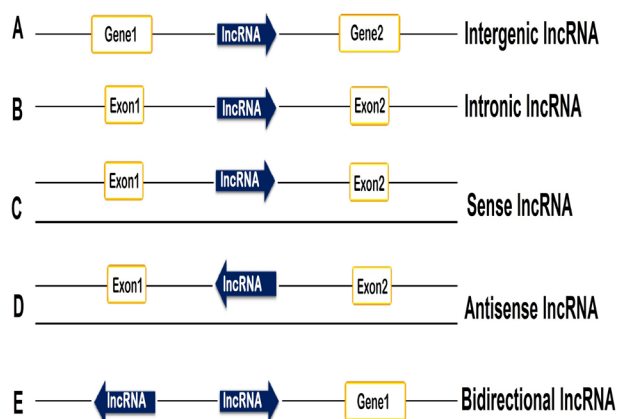 A Gene1 lncRNA Gene2 Intergenic lncRNA
B Exon1 lncRNA Exon2 Intronic lncRNA
C Exon1 lncRNA Exon2 Sense lncRNA
D Exon1 lncRNA Exon2 Antisense lncRNA
E lncRNA lncRNA Gene1 Bidirectional lncRNA